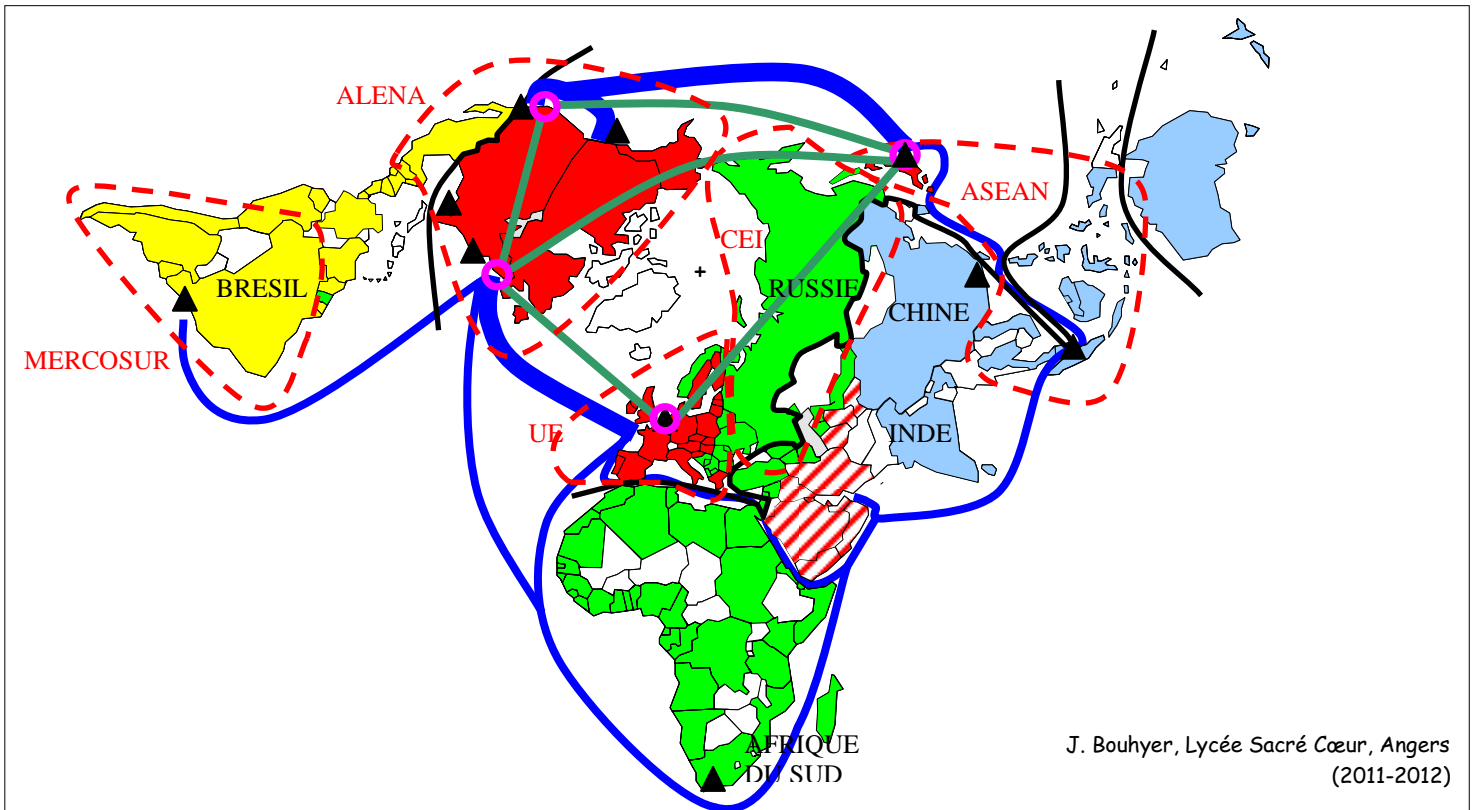 ALENA
ASEAN
CEI
BRESIL
RUSSIE
CHINE
MERCOSUR
UE
INDE
AFRIQUE
DU SUD
J. Bouhyer, Lycée Sacré Cœur, Angers
(2011-2012)